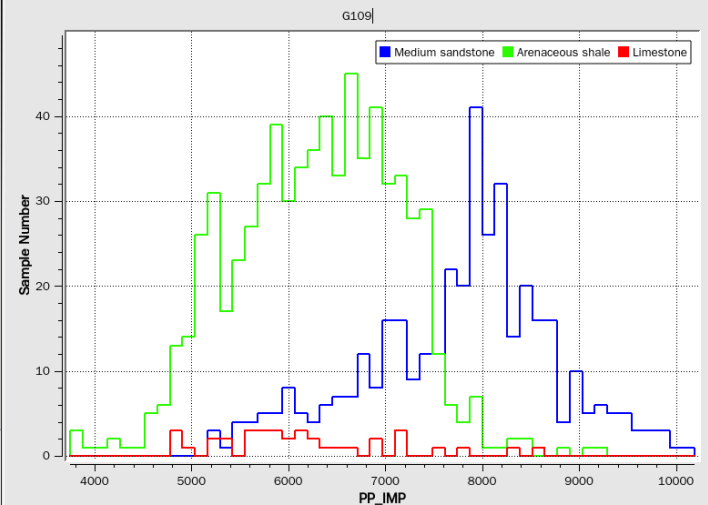 G109
Medium sandstone Arenaceous shale Limestone
Sample Number
40
30
20
10
0
4000 5000 6000 7000 8000 9000 10000
PP_IMP